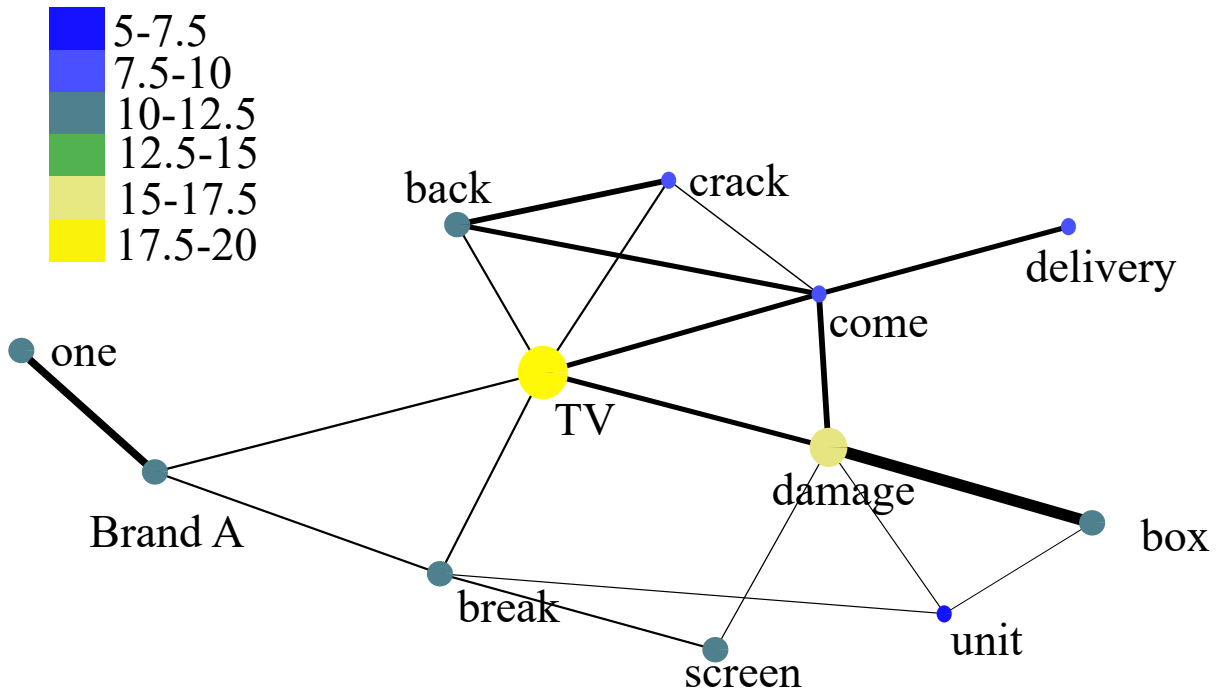 5-7.5
7.5-10
10-12.5
12.5-15
15-17.5
17.5-20
back
crack
delivery
come
one
TV
damage
Brand A
box
break
unit
screen